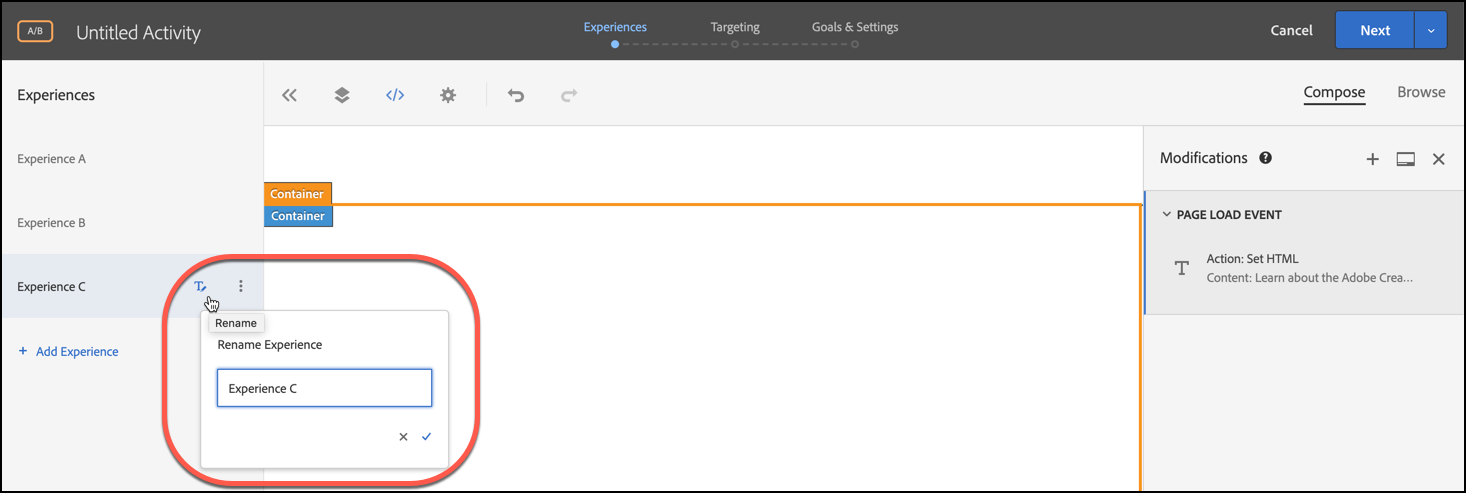 A/B
Untitled Activity
Experiences
Targeting
Goals & Settings
Cancel
Next
Experiences
</>
Compose
Browse
Experience A
Experience B
Experience C
Rename
Rename Experience
Experience C
+ Add Experience
Container
Container
Modifications ?
PAGE LOAD EVENT
T
Action: Set HTML
Content: Learn about the Adobe Crea...